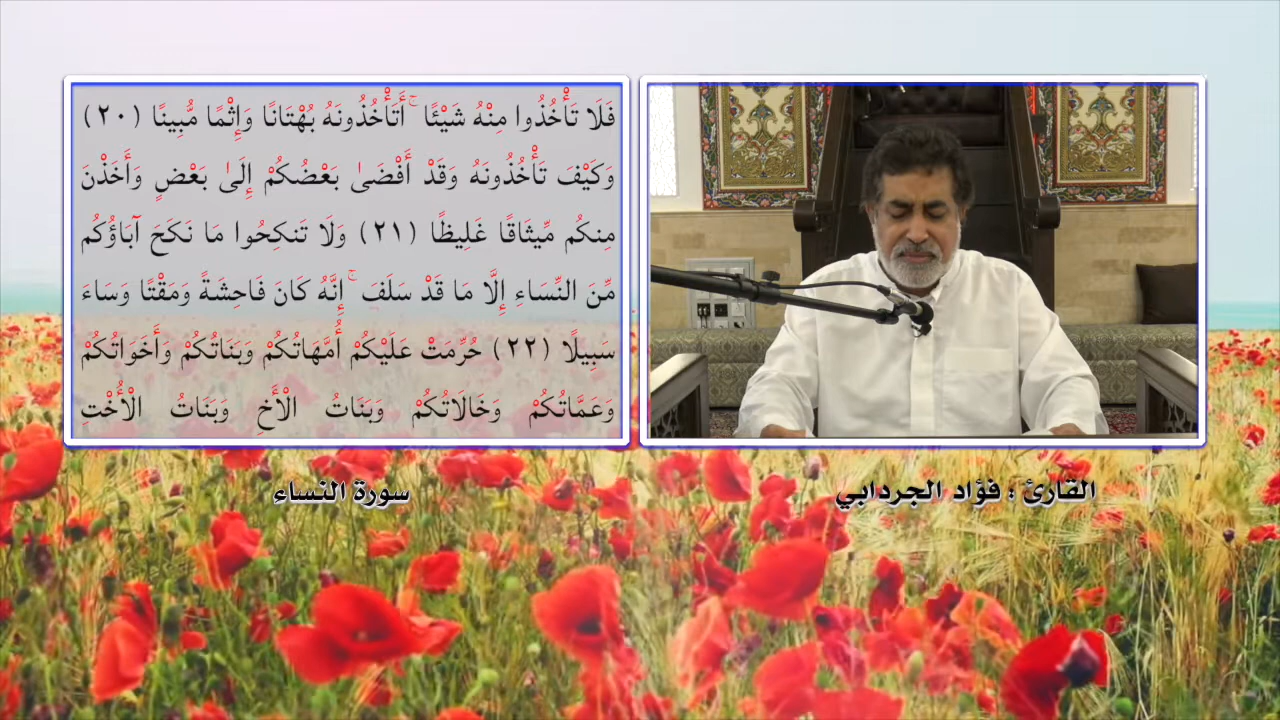 فَلَا تَأْخُذُوا مِنْهُ شَيْئًا ۚ أَتَأْخُذُونَهُ بُهْتَانًا وَإِثْمًا مُّبِينًا (٢٠)
وَكَيْفَ تَأْخُذُونَهُ وَقَدْ أَفْضَىٰ بَعْضُكُمْ إِلَىٰ بَعْضٍ وَأَخَذْنَ
مِنكُم مِّيثَاقًا غَلِيظًا (٢١) وَلَا تَنكِحُوا مَا نَكَحَ آبَاؤُكُم
مِّنَ النِّسَاءِ إِلَّا مَا قَدْ سَلَفَ ۚ إِنَّهُ كَانَ فَاحِشَةً وَمَقْتًا وَسَاءَ
سَبِيلًا (٢٢) حُرِّمَتْ عَلَيْكُمْ أُمَّهَاتُكُمْ وَبَنَاتُكُمْ وَأَخَوَاتُكُمْ
وَعَمَّاتُكُمْ وَخَالَاتُكُمْ وَبَنَاتُ الْأَخِ وَبَنَاتُ الْأُخْتِ
القارئ : فؤاد الجردابي
سورة النساء